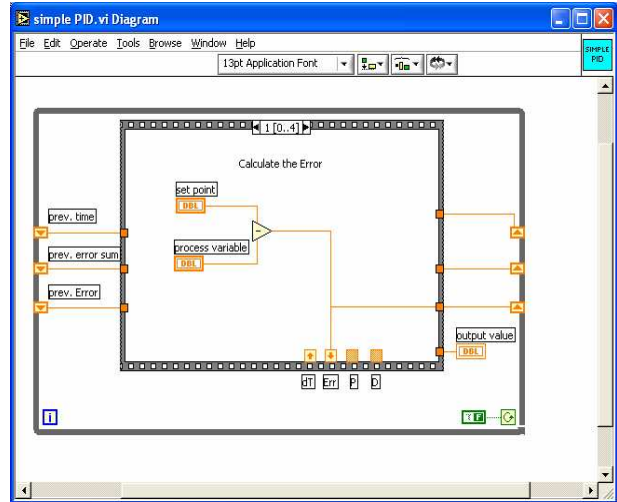 simple PID.vi Diagram
File Edit Operate Tools Browse Window Help
13pt Application Font
SIMPLE
PID
1 [0..4]
Calculate the Error
set point
DBL
prev. time
process variable
DBL
prev. error sum
prev. Error
output value
DBL
dT Err P D
i
TF